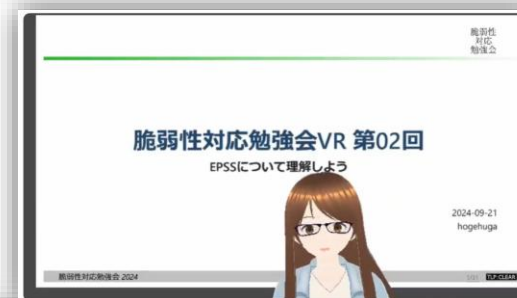 脆弱性
対応
勉強会
脆弱性対応勉強会VR 第02回
EPSSについて理解しよう
2024-09-21
hogehuga
脆弱性対応勉強会 2024
TLP:CLEAR